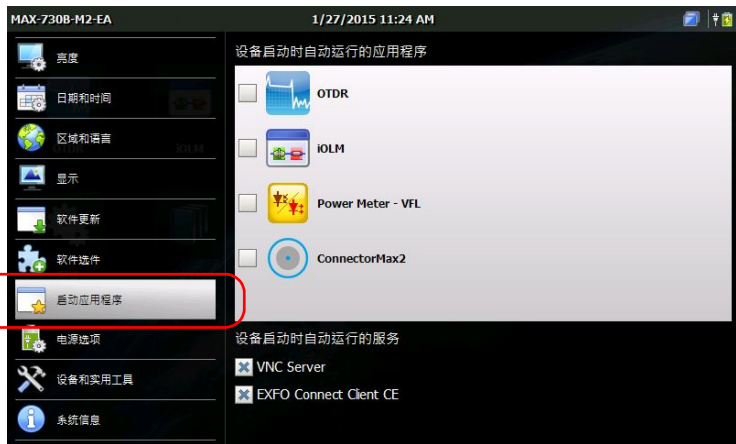 MAX-730B-M2-EA
1/27/2015 11:24 AM
亮度
日期和时间
区域和语言
显示
软件更新
软件选件
启动应用程序
电源选项
设备和实用工具
系统信息
设备启动时自动运行的应用程序
OTDR
iOLM
Power Meter - VFL
ConnectorMax2
设备启动时自动运行的服务
VNC Server
EXFO Connect Client CE